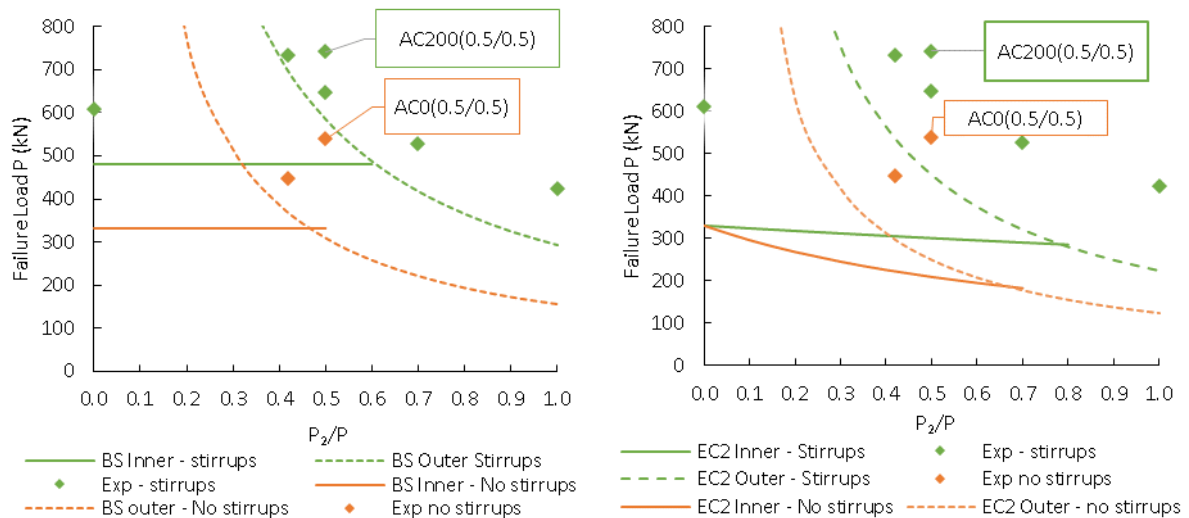 800
700
600
500
400
300
200
100
0
Failure Load P (kN)
AC200(0.5/0.5)
AC0(0.5/0.5)
0.0 0.1 0.2 0.3 0.4 0.5 0.6 0.7 0.8 0.9 1.0
P₂/P
BS Inner - stirrups
BS Outer Stirrups
Exp - stirrups
BS Inner - No stirrups
BS outer - No stirrups
Exp no stirrups
800
700
600
500
400
300
200
100
0
Failure Load P (kN)
AC200(0.5/0.5)
AC0(0.5/0.5)
0.0 0.1 0.2 0.3 0.4 0.5 0.6 0.7 0.8 0.9 1.0
P₂/P
EC2 Inner - Stirrups
Exp - stirrups
EC2 Outer - Stirrups
Exp no stirrups
EC2 Inner - No stirrups
EC2 Outer - no stirrups